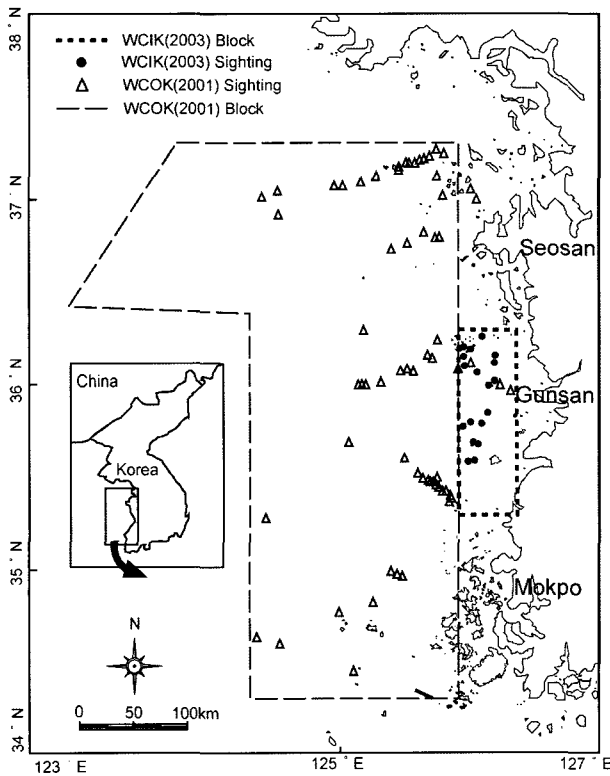 38° N
WCIK(2003) Block
WCIK(2003) Sighting
WCOK(2001) Sighting
WCOK(2001) Block
37° N
Seosan
36° N
Gunsan
China
Korea
35° N
Mokpo
N
0 50 100km
34° N
123° E
125° E
127° E